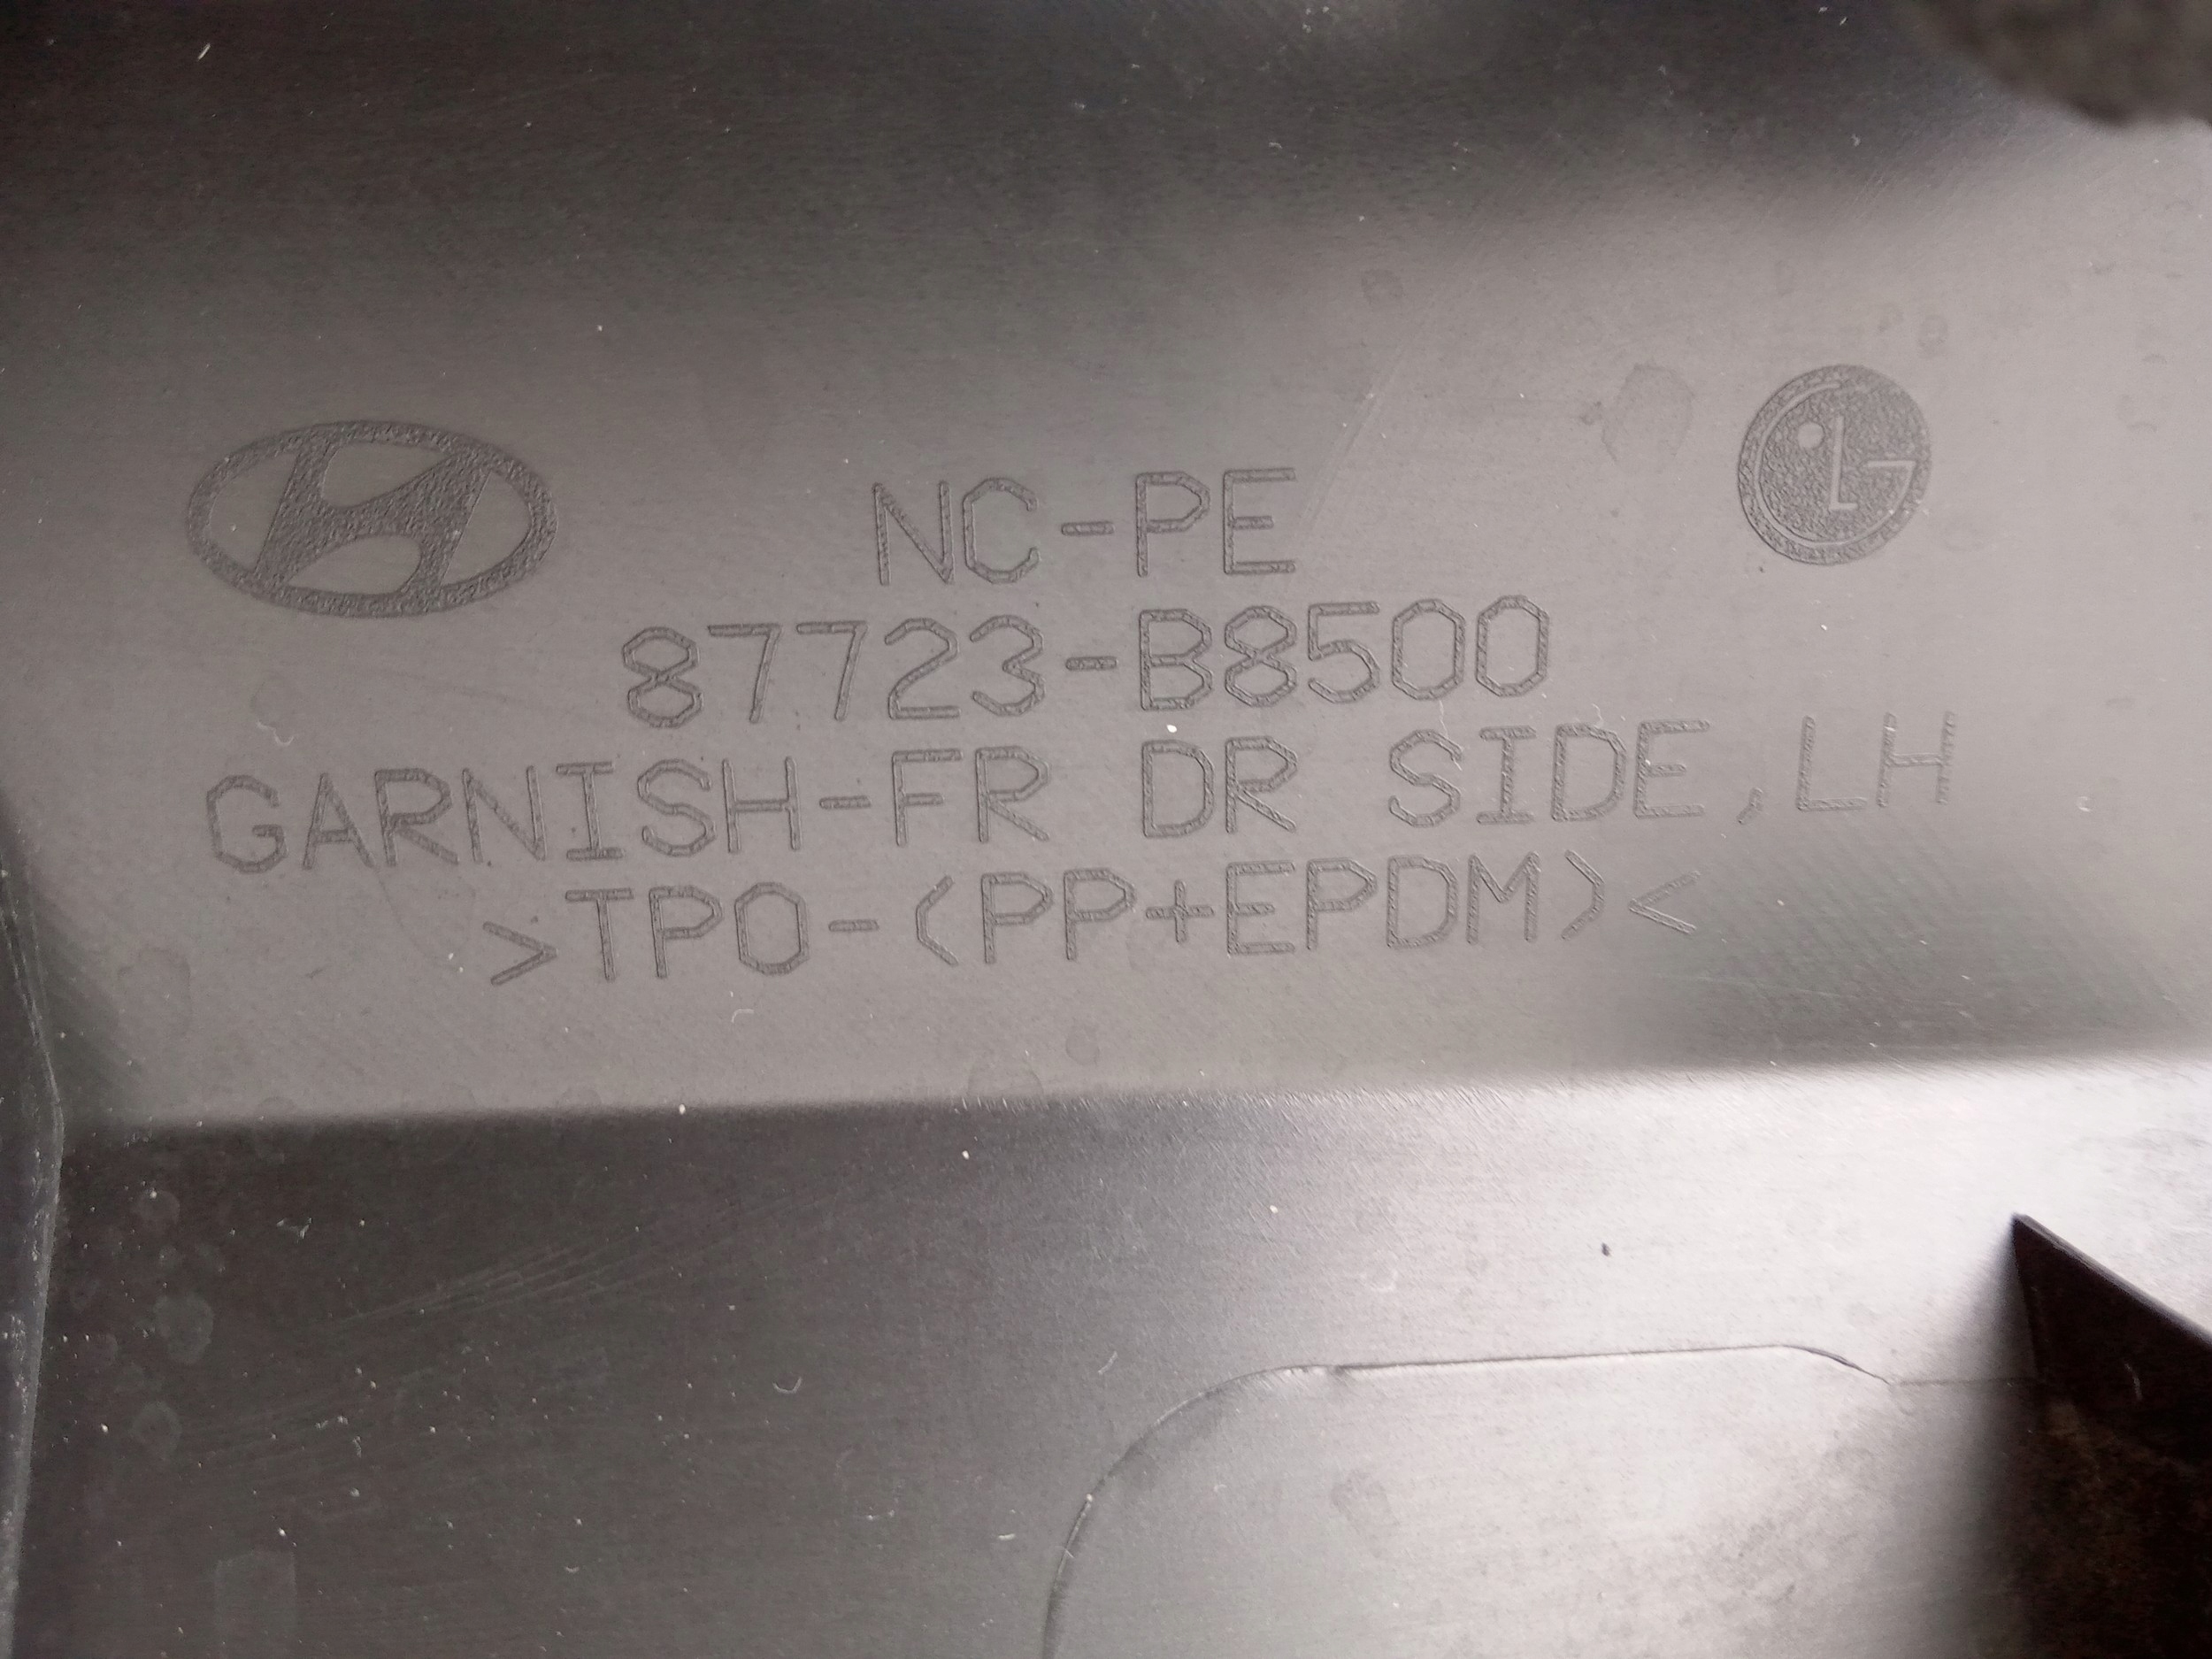 NC-PE
87723-B8500
GARNISH-FR DR SIDE,LH
>TPO-(PP+EPDM)<